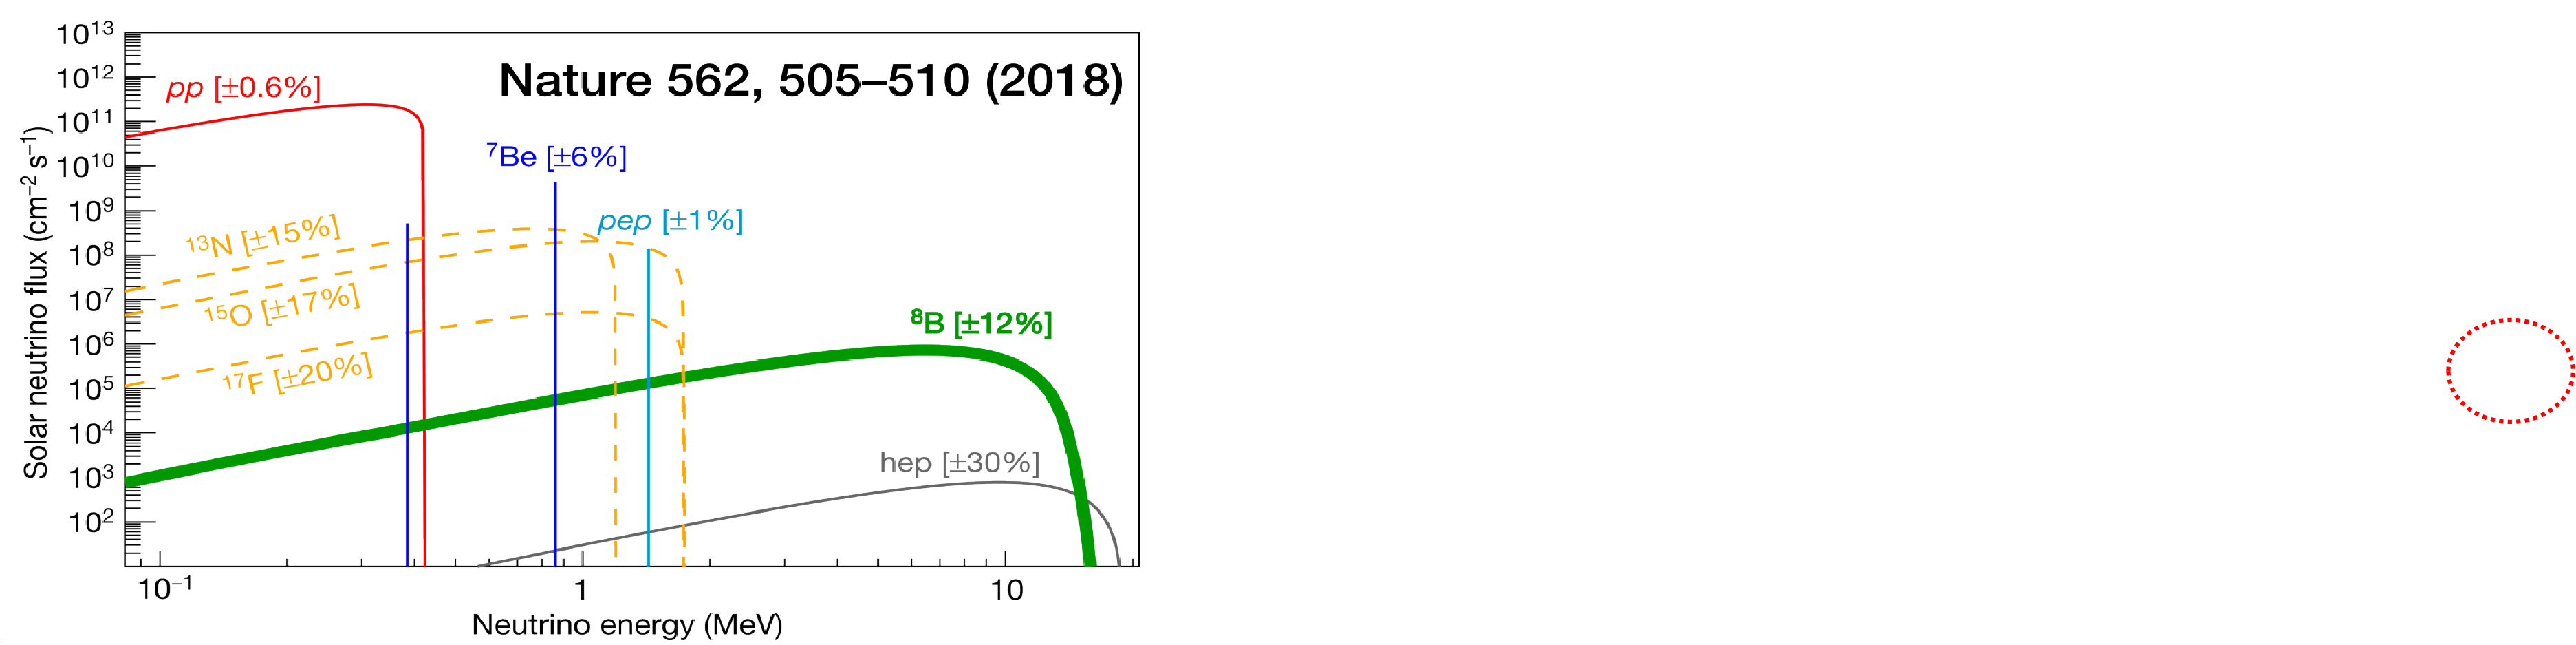 Nature 562, 505–510 (2018)
Solar neutrino flux (cm⁻² s⁻¹)
10¹³
10¹²
10¹¹
10¹⁰
10⁹
10⁸
10⁷
10⁶
10⁵
10⁴
10³
10²
pp [±0.6%]
⁷Be [±6%]
pep [±1%]
¹³N [±15%]
¹⁵O [±17%]
¹⁷F [±20%]
⁸B [±12%]
hep [±30%]
10⁻¹
1
10
Neutrino energy (MeV)